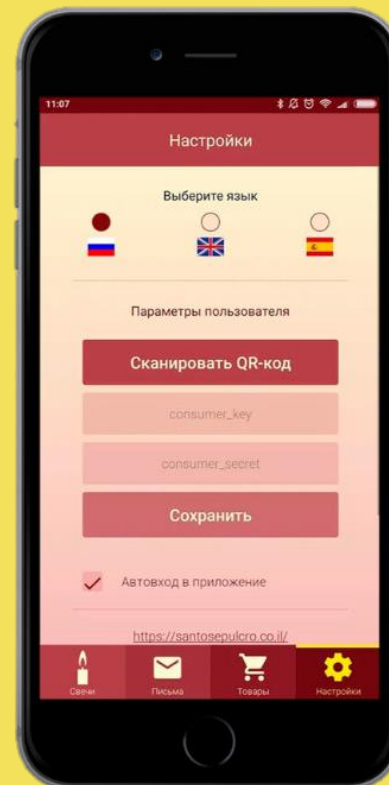 11:07
Настройки
Выберите язык
Параметры пользователя
Сканировать QR-код
consumer_key
consumer_secret
Сохранить
Автовход в приложение
https://santosepulcro.co.il/
Свечи Письма Товары Настройки